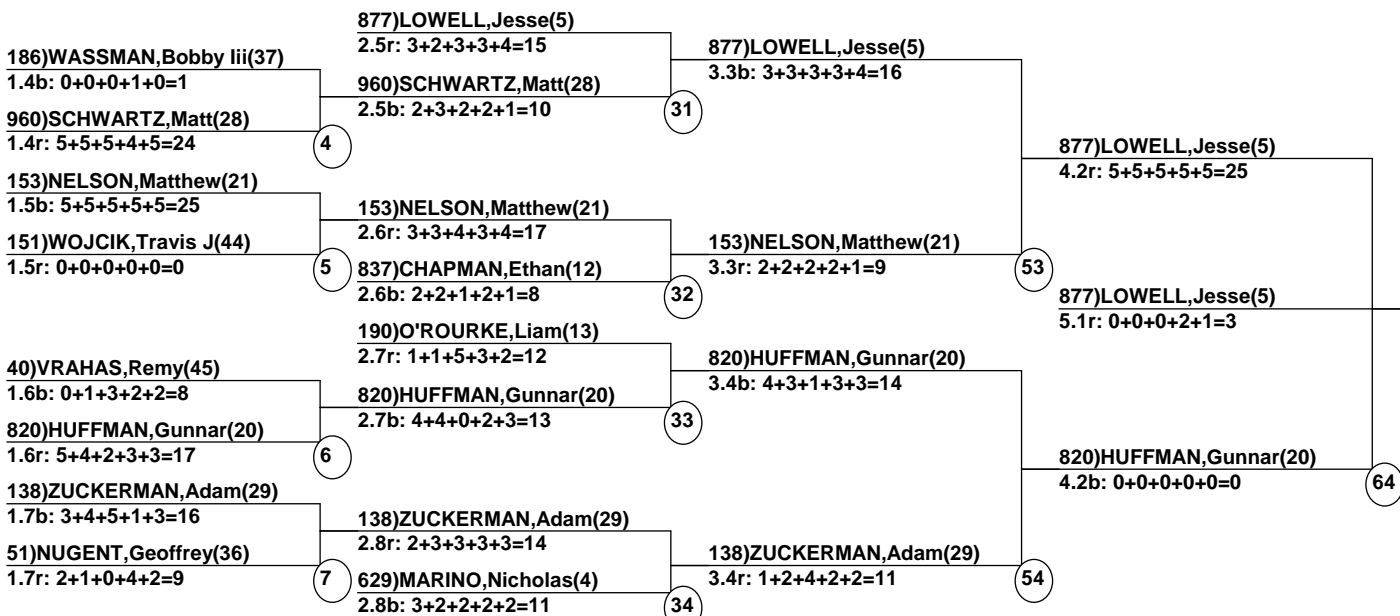 186)WASSMAN,Bobby Iii(37)
1.4b: 0+0+0+1+0=1
960)SCHWARTZ,Matt(28)
1.4r: 5+5+5+4+5=24
4
153)NELSON,Matthew(21)
1.5b: 5+5+5+5+5=25
151)WOJCIK,Travis J(44)
1.5r: 0+0+0+0+0=0
5
40)VRAHAS,Remy(45)
1.6b: 0+1+3+2+2=8
820)HUFFMAN,Gunnar(20)
1.6r: 5+4+2+3+3=17
6
138)ZUCKERMAN,Adam(29)
1.7b: 3+4+5+1+3=16
51)NUGENT,Geoffrey(36)
1.7r: 2+1+0+4+2=9
7
877)LOWELL,Jesse(5)
2.5r: 3+2+3+3+4=15
960)SCHWARTZ,Matt(28)
2.5b: 2+3+2+2+1=10
31
153)NELSON,Matthew(21)
2.6r: 3+3+4+3+4=17
837)CHAPMAN,Ethan(12)
2.6b: 2+2+1+2+1=8
32
190)O'ROURKE,Liam(13)
2.7r: 1+1+5+3+2=12
820)HUFFMAN,Gunnar(20)
2.7b: 4+4+0+2+3=13
33
138)ZUCKERMAN,Adam(29)
2.8r: 2+3+3+3+3=14
629)MARINO,Nicholas(4)
2.8b: 3+2+2+2+2=11
34
877)LOWELL,Jesse(5)
3.3b: 3+3+3+3+4=16
153)NELSON,Matthew(21)
3.3r: 2+2+2+2+1=9
53
820)HUFFMAN,Gunnar(20)
3.4b: 4+3+1+3+3=14
138)ZUCKERMAN,Adam(29)
3.4r: 1+2+4+2+2=11
54
877)LOWELL,Jesse(5)
4.2r: 5+5+5+5+5=25
877)LOWELL,Jesse(5)
5.1r: 0+0+0+2+1=3
820)HUFFMAN,Gunnar(20)
4.2b: 0+0+0+0+0=0
64